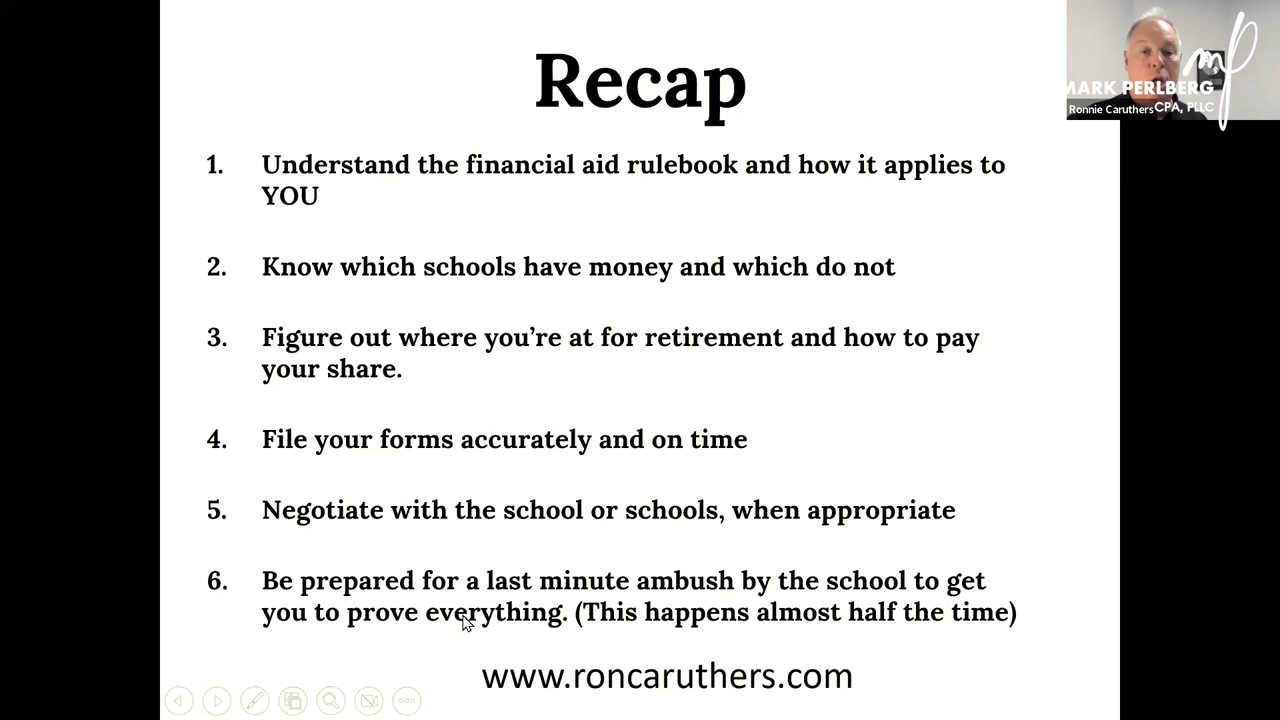 Recap
1. Understand the financial aid rulebook and how it applies to
YOU
2. Know which schools have money and which do not
3. Figure out where you’re at for retirement and how to pay
your share.
4. File your forms accurately and on time
5. Negotiate with the school or schools, when appropriate
6. Be prepared for a last minute ambush by the school to get
you to prove everything. (This happens almost half the time)
www.roncaruthers.com
mp
MARK PERLBERG
CPA, PLLC
Ronnie Caruthers